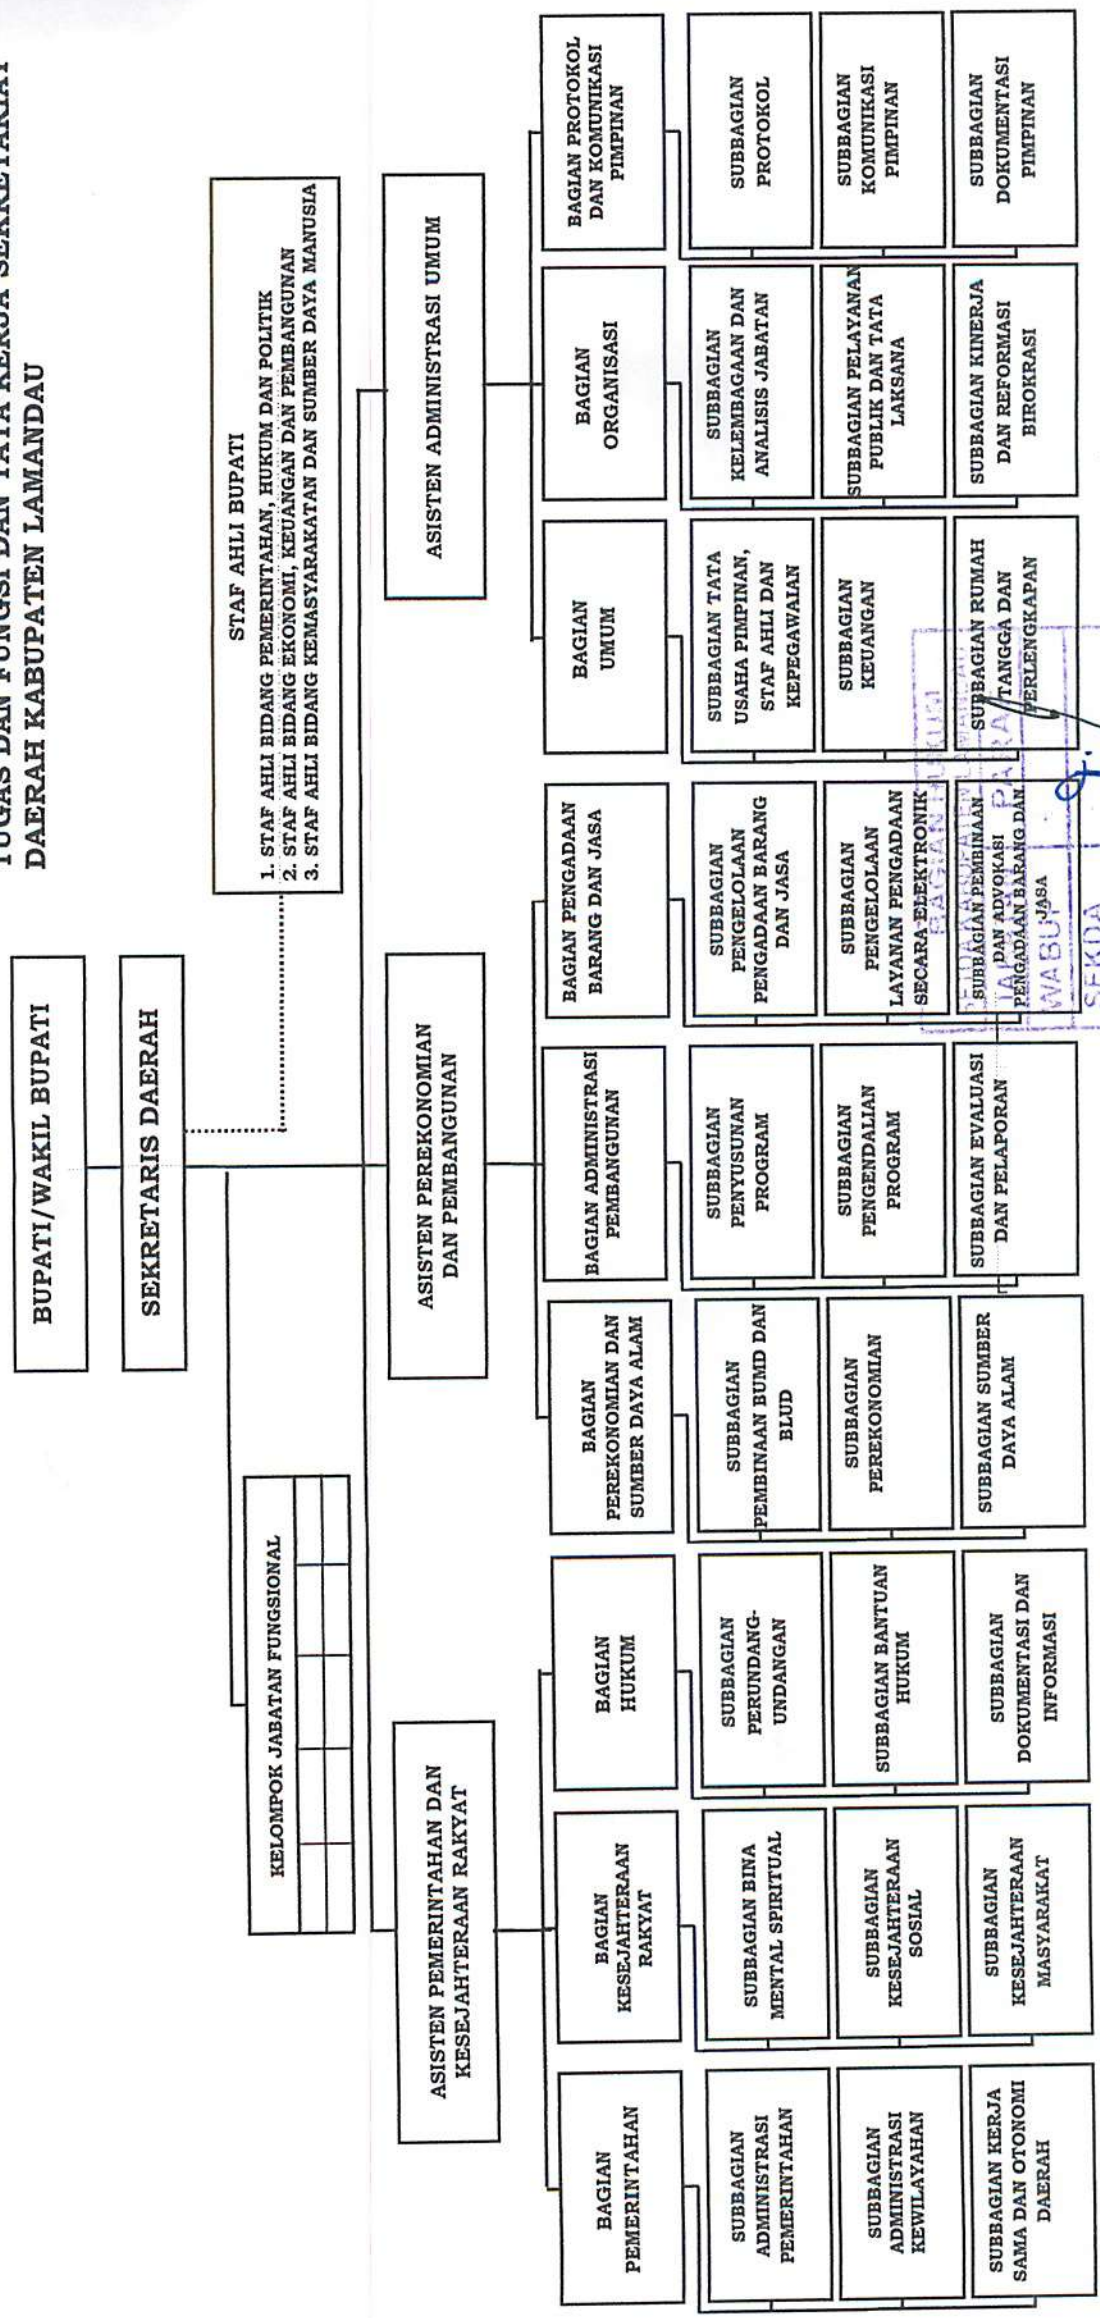 TUGAS DAN FUNGSI DAN TATA KERJA SEKRETARIAT
DAERAH KABUPATEN LAMANDAU
BUPATI/WAKIL BUPATI
SEKRETARIS DAERAH
STAF AHLI BUPATI
1. STAF AHLI BIDANG PEMERINTAHAN, HUKUM DAN POLITIK
2. STAF AHLI BIDANG EKONOMI, KEUANGAN DAN PEMBANGUNAN
3. STAF AHLI BIDANG KEMASYARAKATAN DAN SUMBER DAYA MANUSIA
KELOMPOK JABATAN FUNGSIONAL
ASISTEN PEMERINTAHAN DAN
KESEJAHTERAAN RAKYAT
ASISTEN PEREKONOMIAN
DAN PEMBANGUNAN
ASISTEN ADMINISTRASI UMUM
BAGIAN
PEMERINTAHAN
SUBBAGIAN
ADMINISTRASI
PEMERINTAHAN
SUBBAGIAN
ADMINISTRASI
KEWILAYAHAN
SUBBAGIAN KERJA
SAMA DAN OTONOMI
DAERAH
BAGIAN
KESEJAHTERAAN
RAKYAT
SUBBAGIAN BINA
MENTAL SPIRITUAL
SUBBAGIAN
KESEJAHTERAAN
SOSIAL
SUBBAGIAN
KESEJAHTERAAN
MASYARAKAT
BAGIAN
HUKUM
SUBBAGIAN
PERUNDANG-
UNDANGAN
SUBBAGIAN BANTUAN
HUKUM
SUBBAGIAN
DOKUMENTASI DAN
INFORMASI
BAGIAN
PEREKONOMIAN DAN
SUMBER DAYA ALAM
SUBBAGIAN
PEMBINAAN BUMD DAN
BLUD
SUBBAGIAN
PEREKONOMIAN
SUBBAGIAN SUMBER
DAYA ALAM
BAGIAN ADMINISTRASI
PEMBANGUNAN
SUBBAGIAN
PENYUSUNAN
PROGRAM
SUBBAGIAN
PENGENDALIAN
PROGRAM
SUBBAGIAN EVALUASI
DAN PELAPORAN
BAGIAN PENGADAAN
BARANG DAN JASA
SUBBAGIAN
PENGELOLAAN
PENGADAAN BARANG
DAN JASA
SUBBAGIAN
PENGELOLAAN
LAYANAN PENGADAAN
SECARA ELEKTRONIK
SUBBAGIAN PEMBINAAN
DAN ADVOKASI
PENGADAAN BARANG DAN
JASA
BAGIAN
UMUM
SUBBAGIAN TATA
USAHA PIMPINAN,
STAF AHLI DAN
KEPEGAWAIAN
SUBBAGIAN
KEUANGAN
SUBBAGIAN RUMAH
TANGGA DAN
PERLENGKAPAN
BAGIAN
ORGANISASI
SUBBAGIAN
KELEMBAGAAN DAN
ANALISIS JABATAN
SUBBAGIAN PELAYANAN
PUBLIK DAN TATA
LAKSANA
SUBBAGIAN KINERJA
DAN REFORMASI
BIROKRASI
BAGIAN PROTOKOL
DAN KOMUNIKASI
PIMPINAN
SUBBAGIAN
PROTOKOL
SUBBAGIAN
KOMUNIKASI
PIMPINAN
SUBBAGIAN
DOKUMENTASI
PIMPINAN
BAGIAN HUKUM
WABUP
SEKDA